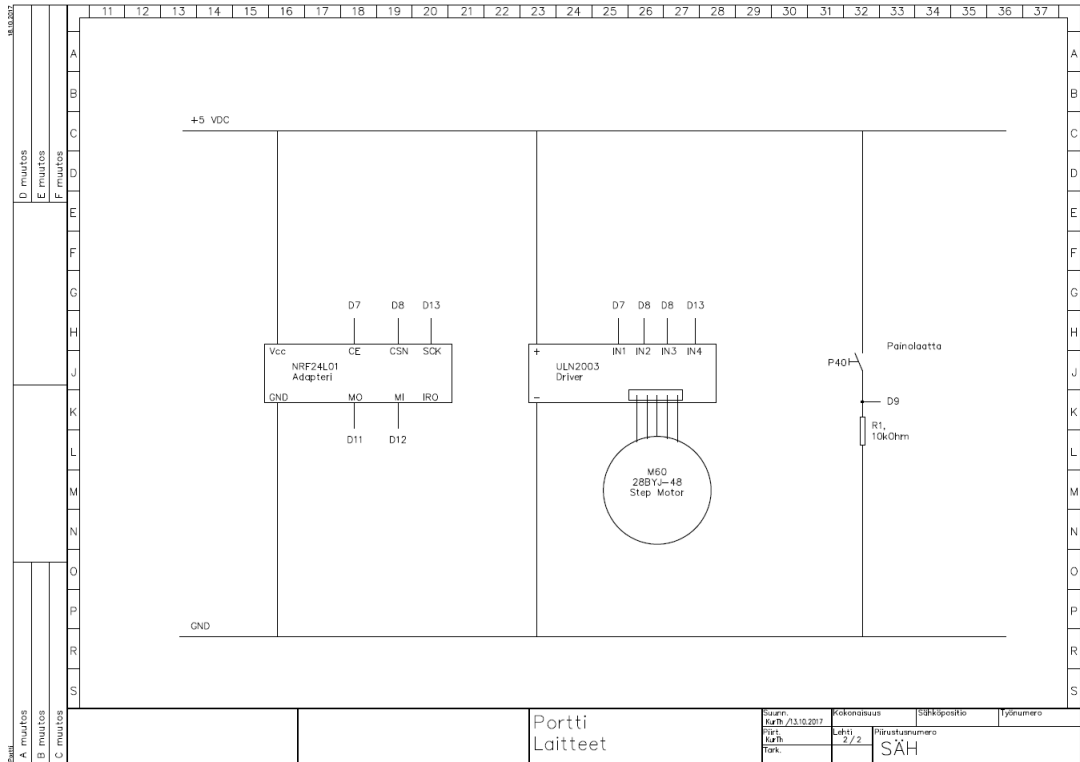 18.10.2017
11 12 13 14 15 16 17 18 19 20 21 22 23 24 25 26 27 28 29 30 31 32 33 34 35 36 37
A A
B B
C C
D D
E E
F F
G G
H H
J J
K K
L L
M M
N N
O O
P P
R R
S S
D muutos
E muutos
F muutos
A muutos
B muutos
C muutos
Portti
+5 VDC
D7 D8 D13
Vcc CE CSN SCK
NRF24L01
Adapteri
GND MO MI IRO
D11 D12
D7 D8 D8 D13
+ IN1 IN2 IN3 IN4
ULN2003
Driver
–
M60
28BYJ-48
Step Motor
Painolaatta
P40
D9
R1,
10kOhm
GND
Portti
Laitteet
Suunn.
KurTh /13.10.2017
Kokonaisuus
Sähköpositio
Työnumero
Piirt.
KurTh
Lehti
2 / 2
Piirustusnumero
SÄH
Tark.